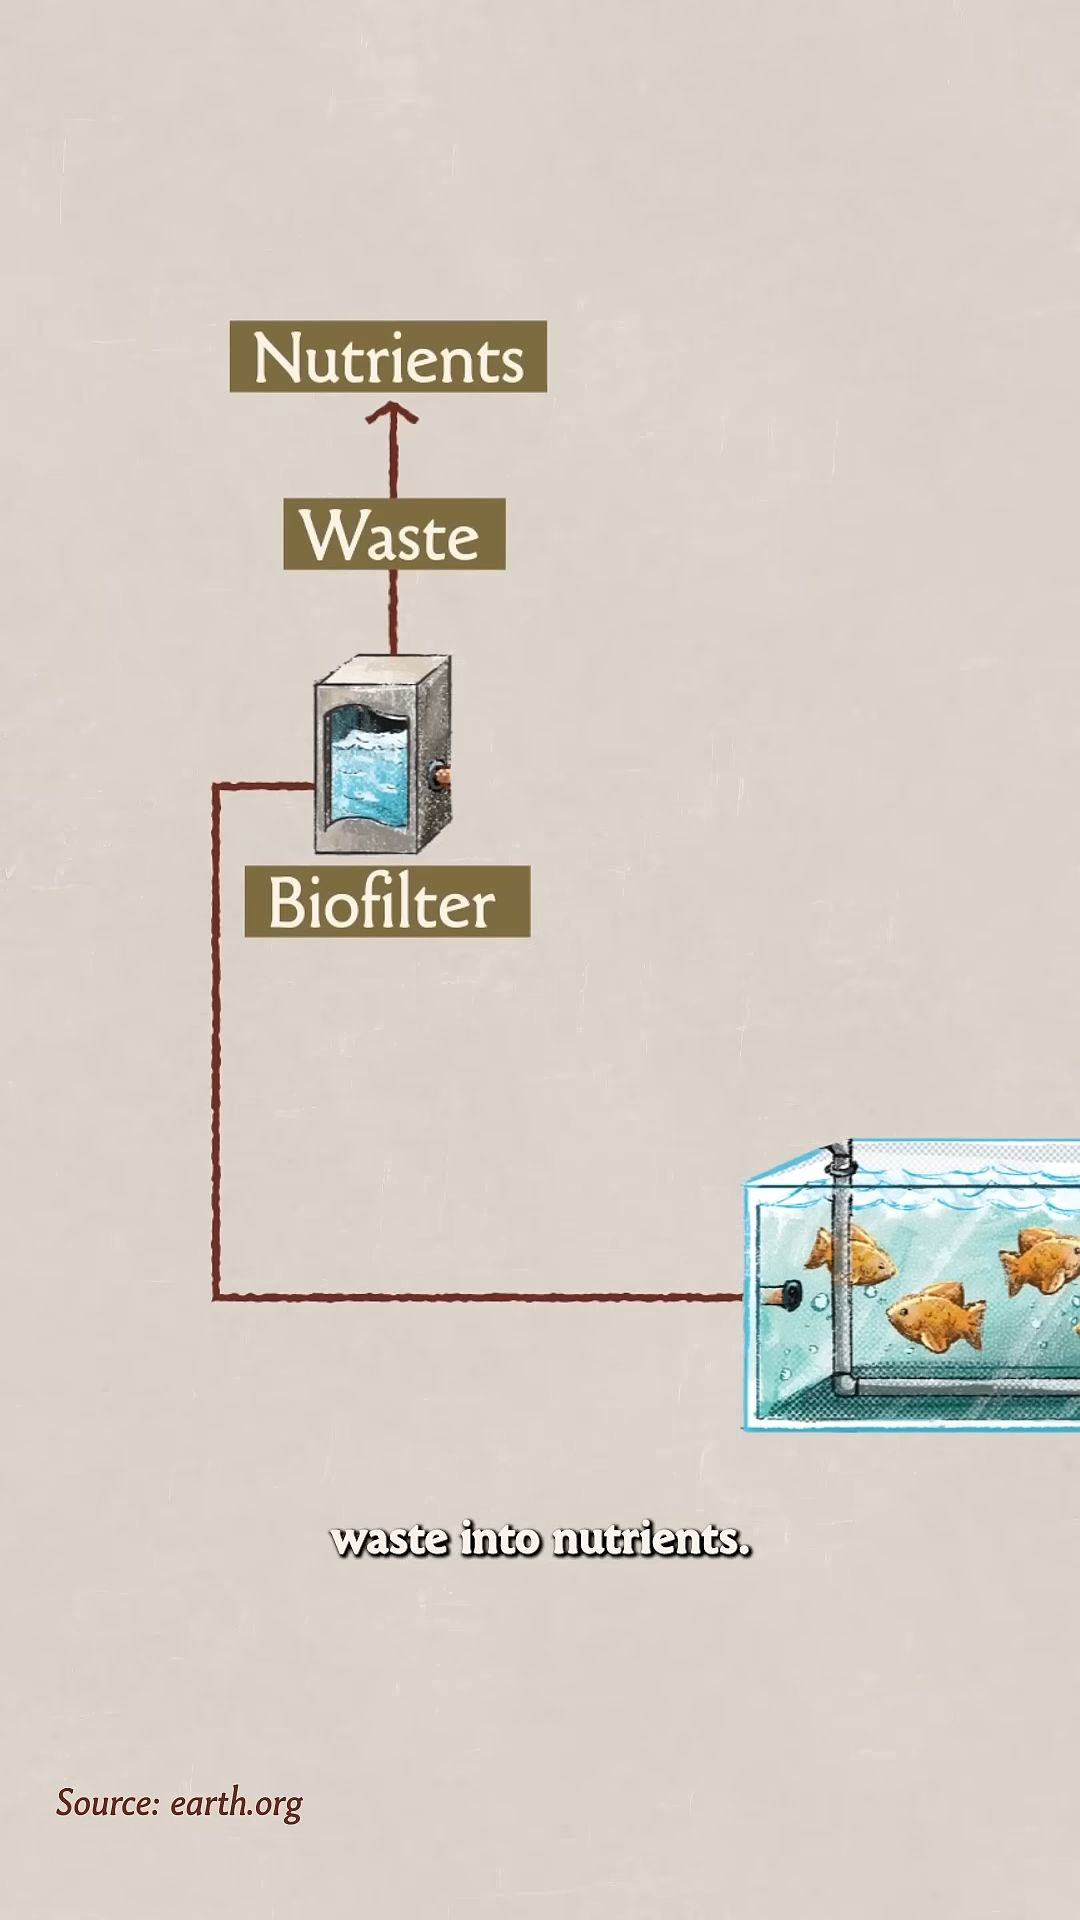 Nutrients
Waste
Biofilter
waste into nutrients.
Source: earth.org